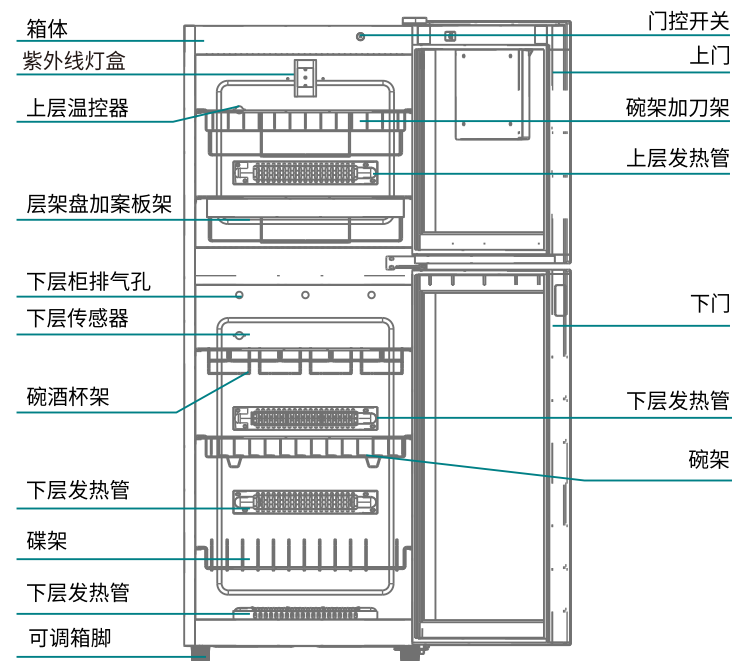 箱体
紫外线灯盒
上层温控器
层架盘加案板架
下层柜排气孔
下层传感器
碗酒杯架
下层发热管
碟架
下层发热管
可调箱脚
门控开关
上门
碗架加刀架
上层发热管
下门
下层发热管
碗架